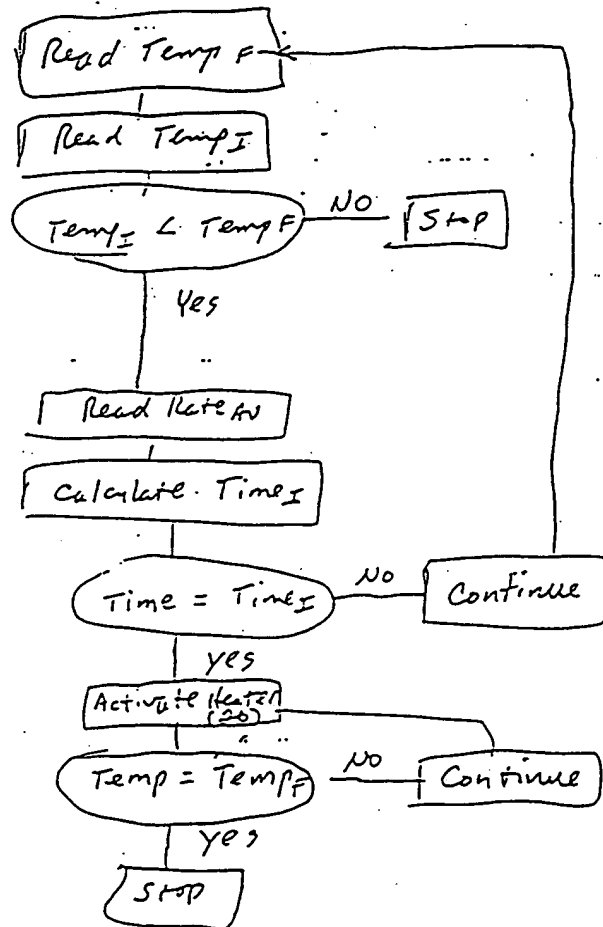 Read Temp F
Read Temp I
Temp I < Temp F
NO
Stop
Yes
Read Rate AV
Calculate Time I
Time = Time I
NO
Continue
yes
Activate Heater
(20)
Temp = Temp F
NO
Continue
yes
Stop